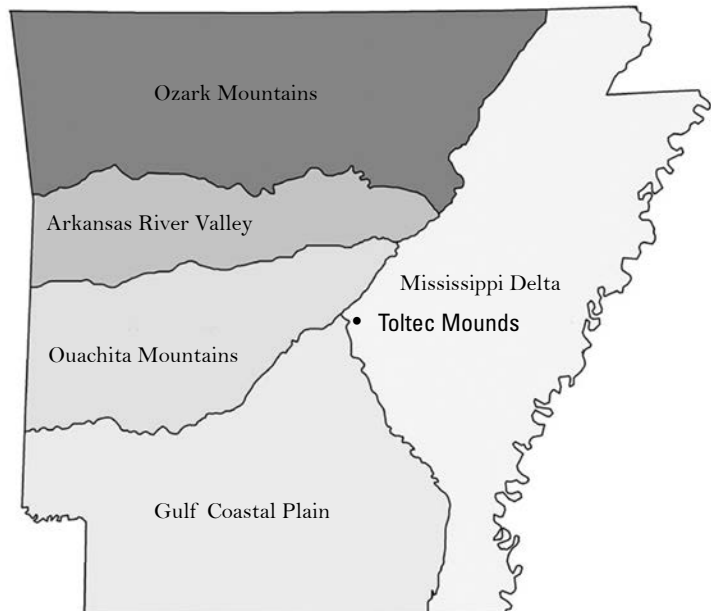 Ozark Mountains
Arkansas River Valley
Mississippi Delta
Toltec Mounds
Ouachita Mountains
Gulf Coastal Plain